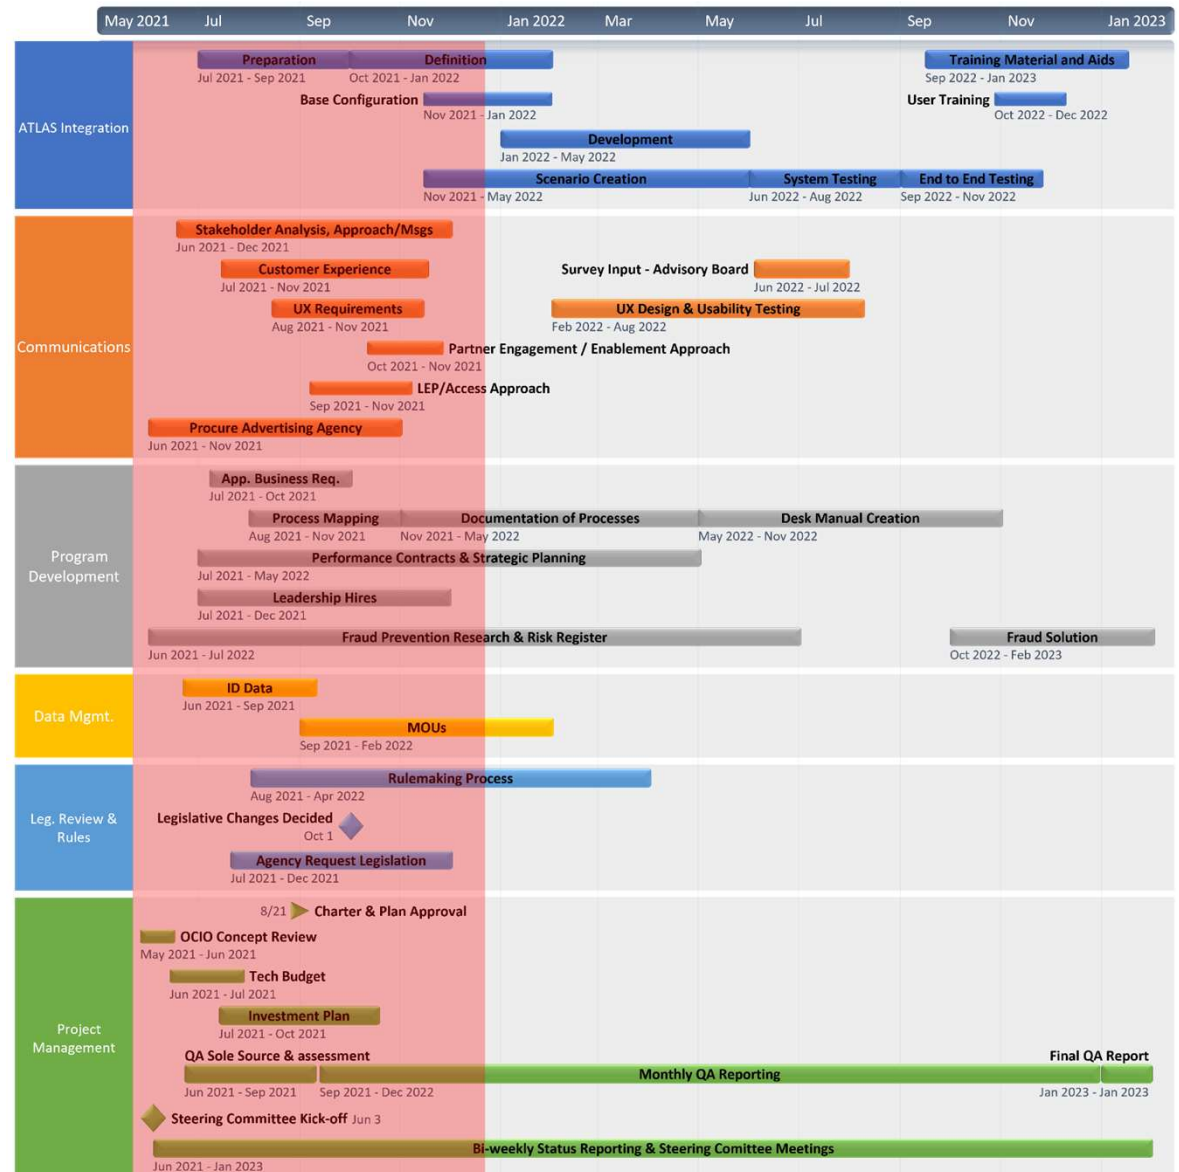 May 2021 Jul Sep Nov Jan 2022 Mar May Jul Sep Nov Jan 2023
ATLAS Integration
Preparation Definition Training Material and Aids
Jul 2021 - Sep 2021 Oct 2021 - Jan 2022 Sep 2022 - Jan 2023
Base Configuration User Training
Nov 2021 - Jan 2022 Oct 2022 - Dec 2022
Development
Jan 2022 - May 2022
Scenario Creation System Testing End to End Testing
Nov 2021 - May 2022 Jun 2022 - Aug 2022 Sep 2022 - Nov 2022
Communications
Stakeholder Analysis, Approach/Msgs
Jun 2021 - Dec 2021
Customer Experience Survey Input - Advisory Board
Jul 2021 - Nov 2021 Jun 2022 - Jul 2022
UX Requirements UX Design & Usability Testing
Aug 2021 - Nov 2021 Feb 2022 - Aug 2022
Partner Engagement / Enablement Approach
Oct 2021 - Nov 2021
LEP/Access Approach
Sep 2021 - Nov 2021
Procure Advertising Agency
Jun 2021 - Nov 2021
Program
Development
App. Business Req.
Jul 2021 - Oct 2021
Process Mapping Documentation of Processes Desk Manual Creation
Aug 2021 - Nov 2021 Nov 2021 - May 2022 May 2022 - Nov 2022
Performance Contracts & Strategic Planning
Jul 2021 - May 2022
Leadership Hires
Jul 2021 - Dec 2021
Fraud Prevention Research & Risk Register Fraud Solution
Jun 2021 - Jul 2022 Oct 2022 - Feb 2023
Data Mgmt.
ID Data
Jun 2021 - Sep 2021
MOUs
Sep 2021 - Feb 2022
Leg. Review &
Rules
Rulemaking Process
Aug 2021 - Apr 2022
Legislative Changes Decided
Oct 1
Agency Request Legislation
Jul 2021 - Dec 2021
Project
Management
8/21 Charter & Plan Approval
OCIO Concept Review
May 2021 - Jun 2021
Tech Budget
Jun 2021 - Jul 2021
Investment Plan
Jul 2021 - Oct 2021
QA Sole Source & assessment Final QA Report
Monthly QA Reporting
Jun 2021 - Sep 2021 Sep 2021 - Dec 2022 Jan 2023 - Jan 2023
Steering Committee Kick-off Jun 3
Bi-weekly Status Reporting & Steering Comittee Meetings
Jun 2021 - Jan 2023